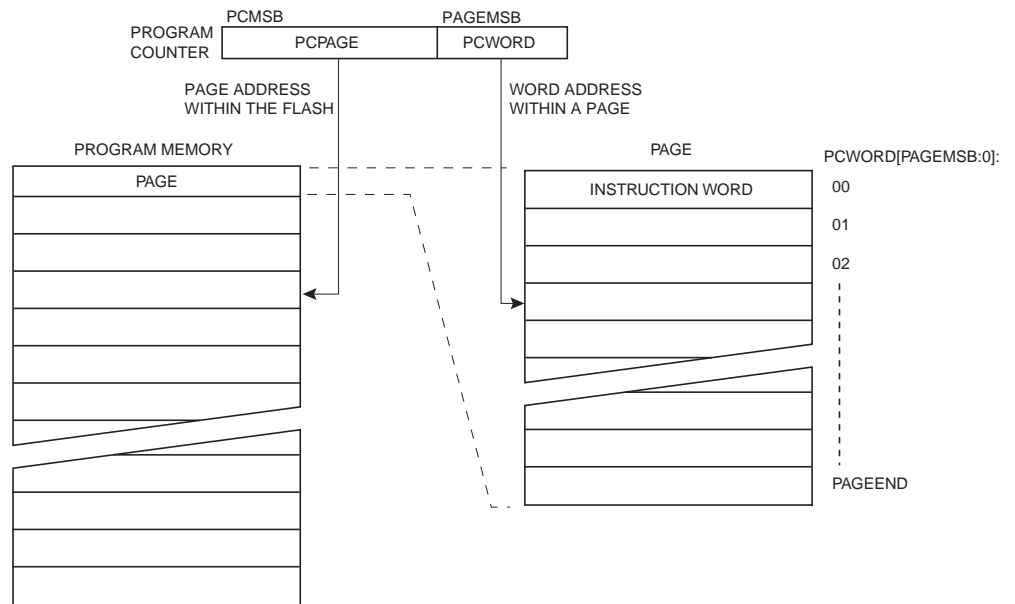 PCMSB
PAGEMSB
PROGRAM
COUNTER
PCPAGE
PCWORD
PAGE ADDRESS
WITHIN THE FLASH
WORD ADDRESS
WITHIN A PAGE
PROGRAM MEMORY
PAGE
PAGE
PCWORD[PAGEMSB:0]:
INSTRUCTION WORD
00
01
02
PAGEEND